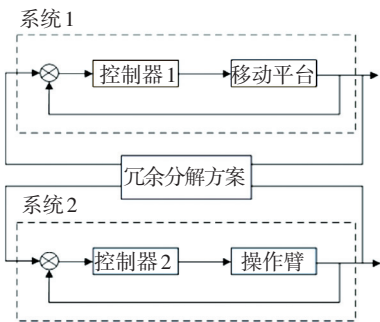 系统1
控制器1
移动平台
冗余分解方案
系统2
控制器2
操作臂